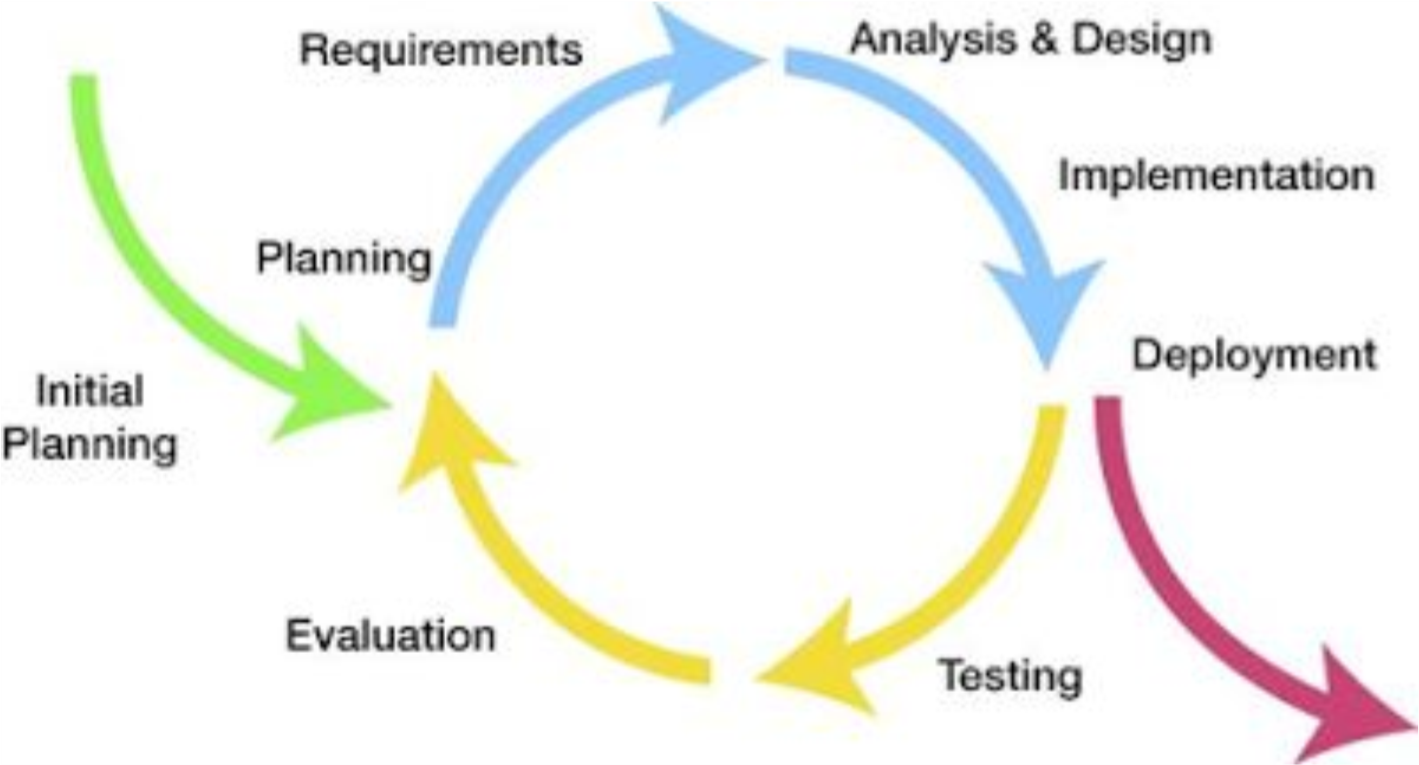 Requirements
Analysis & Design
Implementation
Planning
Deployment
Initial
Planning
Evaluation
Testing